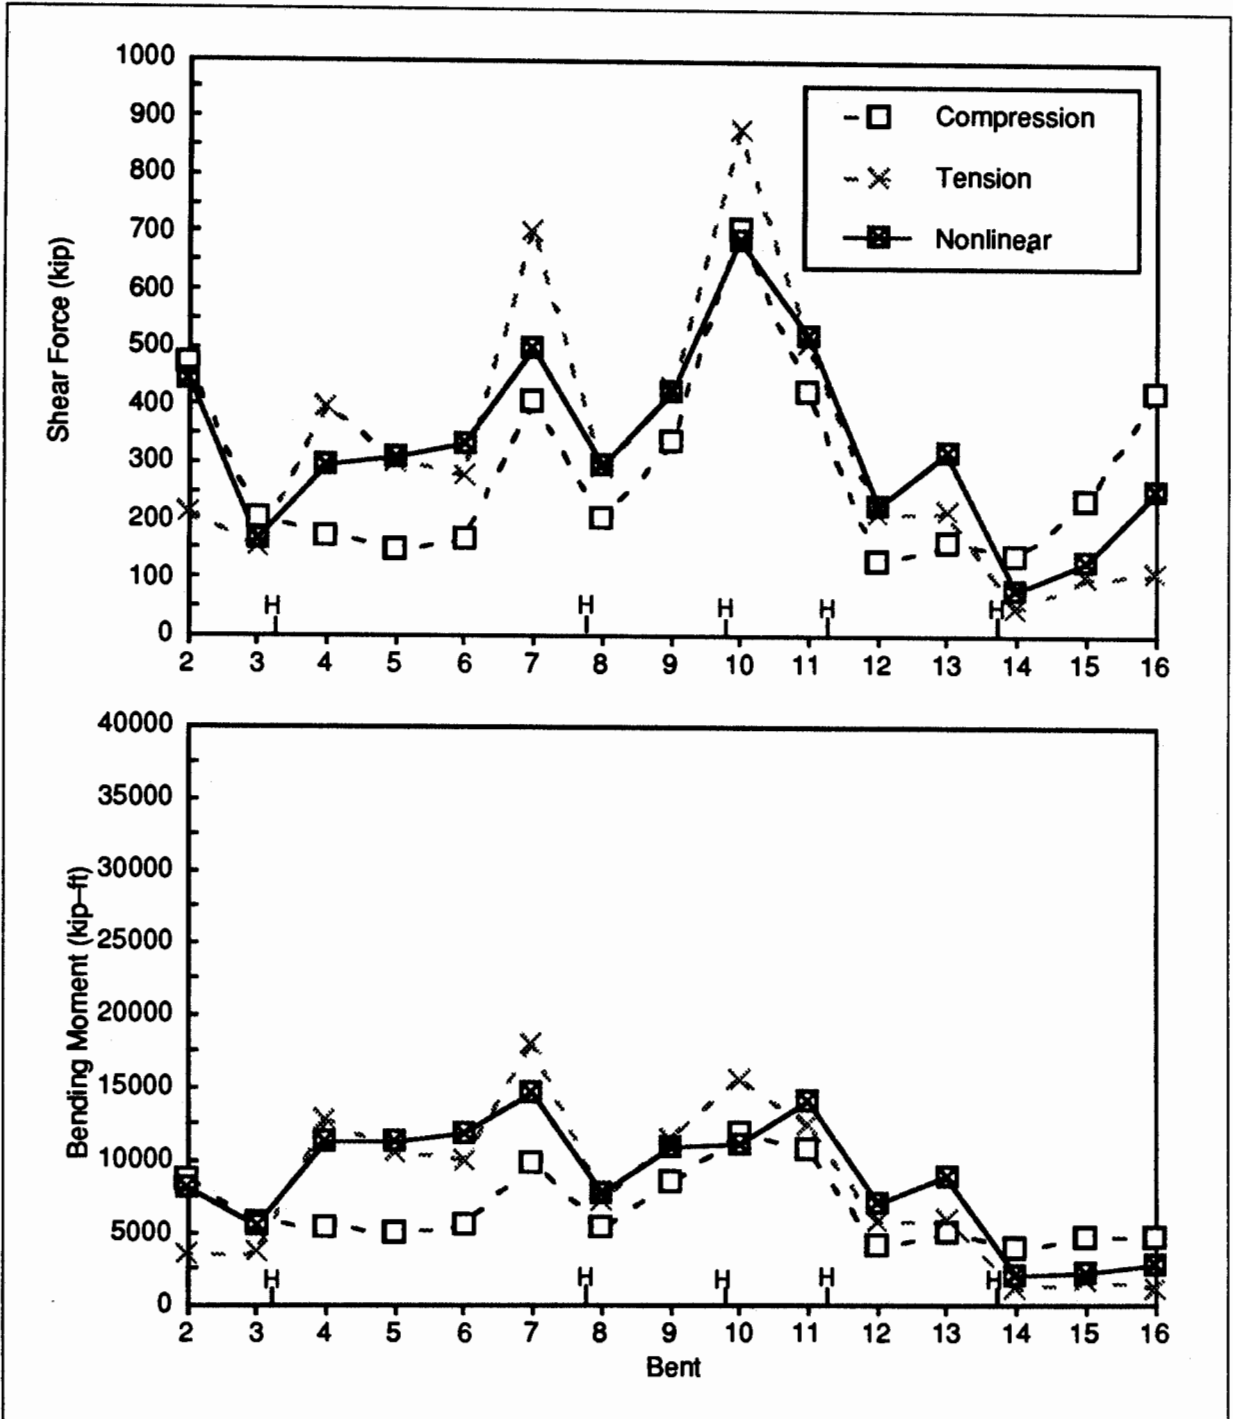 1000
900
800
700
600
500
400
300
200
100
0
Shear Force (kip)
Compression
Tension
Nonlinear
H H H H H
2 3 4 5 6 7 8 9 10 11 12 13 14 15 16
40000
35000
30000
25000
20000
15000
10000
5000
0
Bending Moment (kip–ft)
H H H H H
2 3 4 5 6 7 8 9 10 11 12 13 14 15 16
Bent